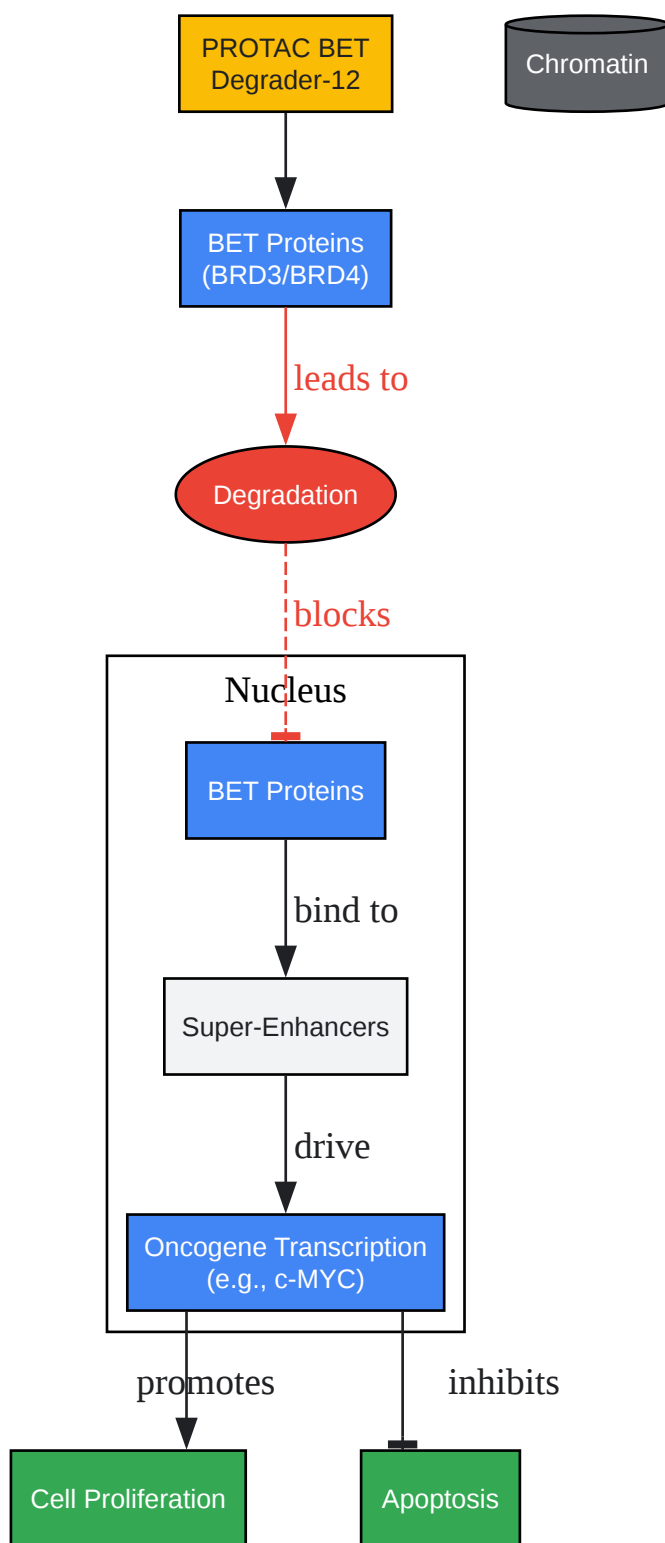 PROTAC BET
Degrader-12
Chromatin
BET Proteins
(BRD3/BRD4)
leads to
Degradation
blocks
Nucleus
BET Proteins
bind to
Super-Enhancers
drive
Oncogene Transcription
(e.g., c-MYC)
promotes
inhibits
Cell Proliferation
Apoptosis